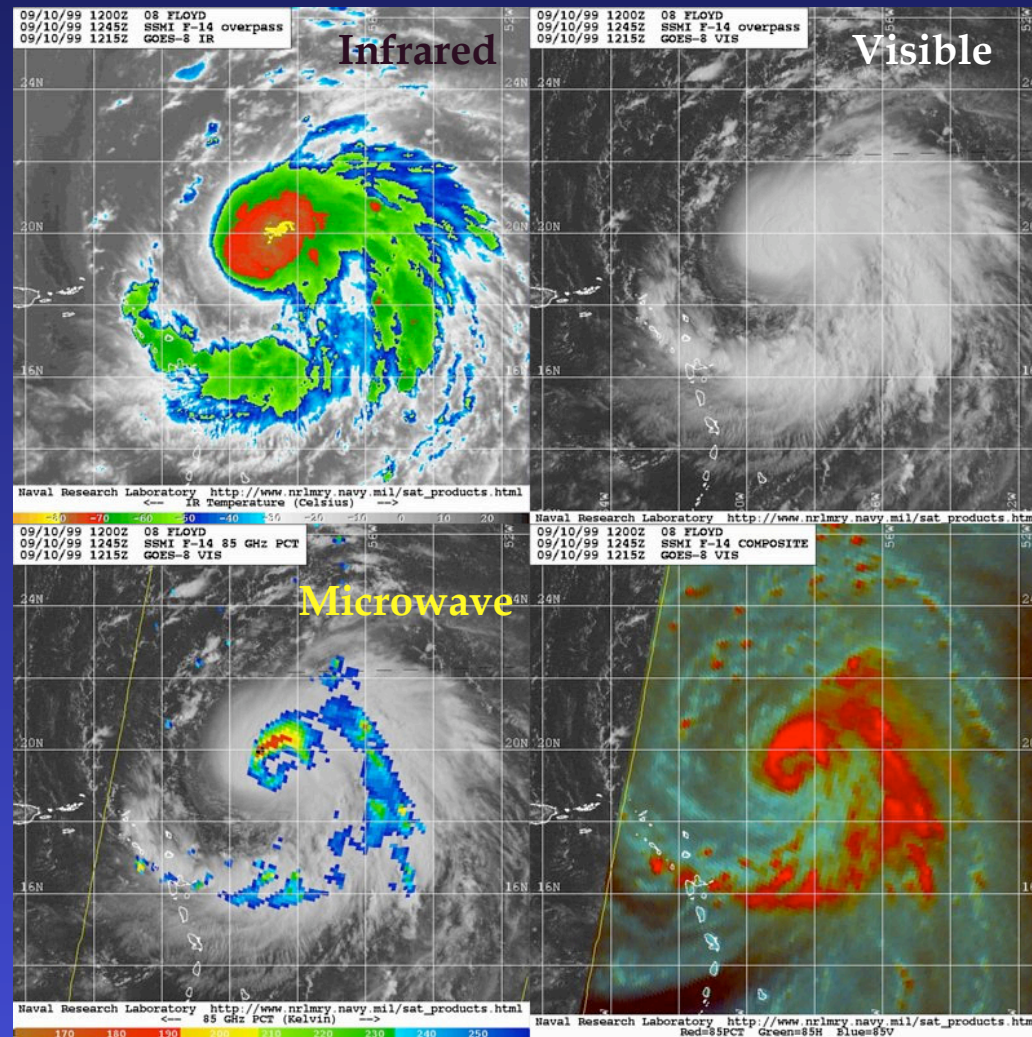 09/10/99 1200Z 08 FLOYD
09/10/99 1245Z SSMI F-14 overpass
09/10/99 1215Z GOES-8 IR
Infrared
24N
20N
16N
Naval Research Laboratory http://www.nrlmry.navy.mil/sat_products.html
<-- IR Temperature (Celsius) -->
-80 -70 -60 -50 -40 -30 -20 -10 0 10 20
09/10/99 1200Z 08 FLOYD
09/10/99 1245Z SSMI F-14 overpass
09/10/99 1215Z GOES-8 VIS
Visible
52W
24N
56W
20N
16N
Naval Research Laboratory http://www.nrlmry.navy.mil/sat_products.htm
09/10/99 1200Z 08 FLOYD
09/10/99 1245Z SSMI F-14 85 GHz PCT
09/10/99 1215Z GOES-8 VIS
Microwave
56W
52W
24N
20N
16N
Naval Research Laboratory http://www.nrlmry.navy.mil/sat_products.html
<-- 85 GHz PCT (Kelvin) -->
170 180 190 200 210 220 230 240 250
09/10/99 1200Z 08 FLOYD
09/10/99 1245Z SSMI F-14 COMPOSITE
09/10/99 1215Z GOES-8 VIS
56W
52W
24N
20N
16N
Naval Research Laboratory http://www.nrlmry.navy.mil/sat_products.htm
Red=85PCT Green=85H Blue=85V